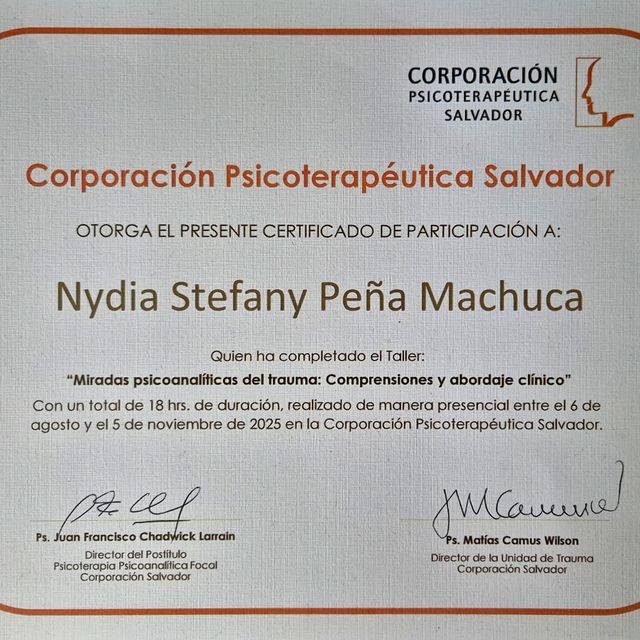 CORPORACIÓN
PSICOTERAPÉUTICA
SALVADOR
Corporación Psicoterapéutica Salvador
OTORGA EL PRESENTE CERTIFICADO DE PARTICIPACIÓN A:
Nydia Stefany Peña Machuca
Quien ha completado el Taller:
“Miradas psicoanalíticas del trauma: Comprensiones y abordaje clínico”
Con un total de 18 hrs. de duración, realizado de manera presencial entre el 6 de
agosto y el 5 de noviembre de 2025 en la Corporación Psicoterapéutica Salvador.
Ps. Juan Francisco Chadwick Larrain
Director del Postítulo
Psicoterapia Psicoanalítica Focal
Corporación Salvador
Ps. Matías Camus Wilson
Director de la Unidad de Trauma
Corporación Salvador